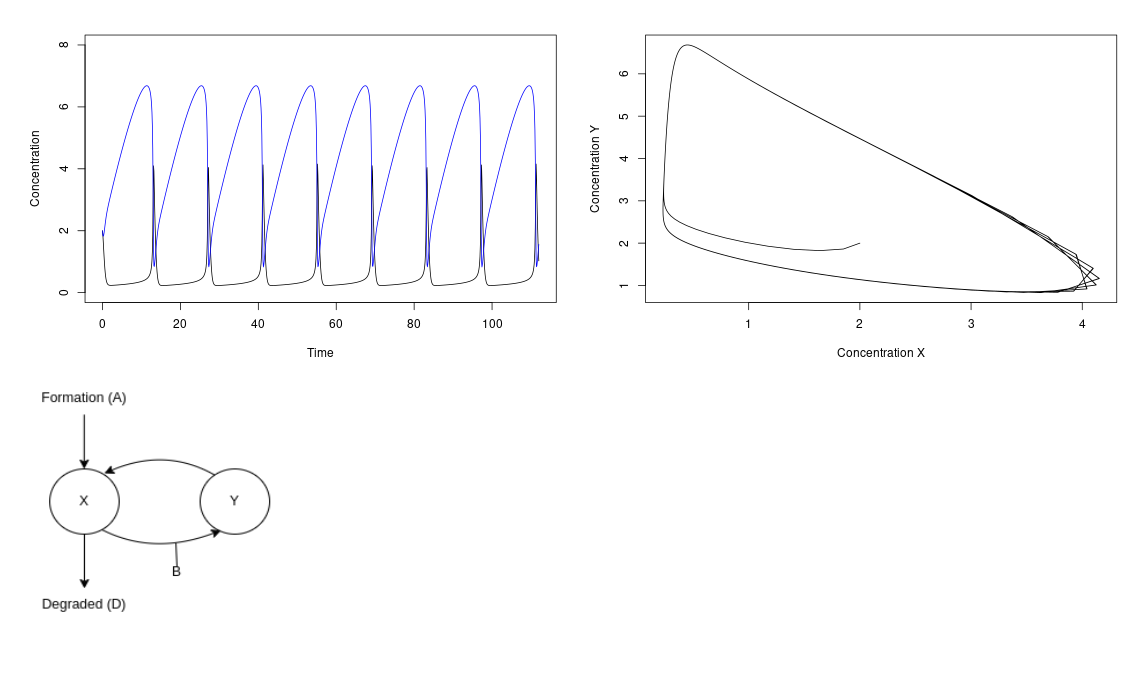 8
6
4
2
0
Concentration
0 20 40 60 80 100
Time
6
5
4
3
2
1
Concentration Y
1 2 3 4
Concentration X
Formation (A)
X Y
B
Degraded (D)